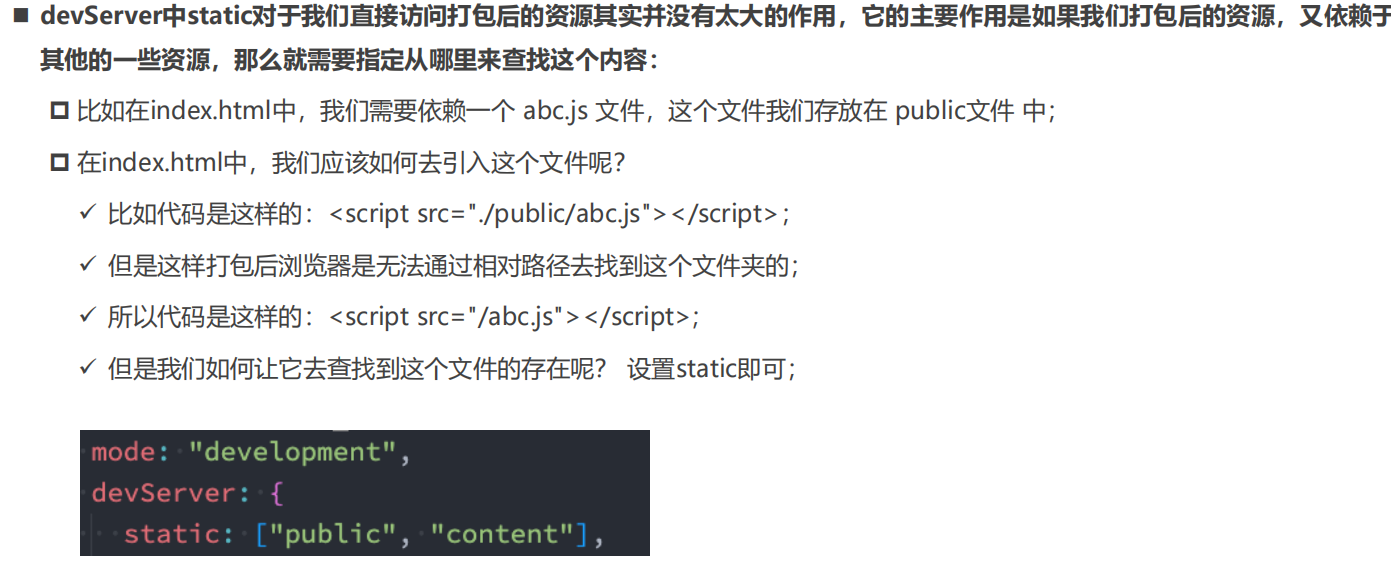 devServer中static对于我们直接访问打包后的资源其实并没有太大的作用，它的主要作用是如果我们打包后的资源，又依赖于
其他的一些资源，那么就需要指定从哪里来查找这个内容：
比如在index.html中，我们需要依赖一个 abc.js 文件，这个文件我们存放在 public文件 中；
在index.html中，我们应该如何去引入这个文件呢？
比如代码是这样的：<script src="./public/abc.js"></script>；
但是这样打包后浏览器是无法通过相对路径去找到这个文件夹的；
所以代码是这样的：<script src="/abc.js"></script>;
但是我们如何让它去查找到这个文件的存在呢？ 设置static即可；
mode: "development",
devServer: {
static: ["public", "content"],